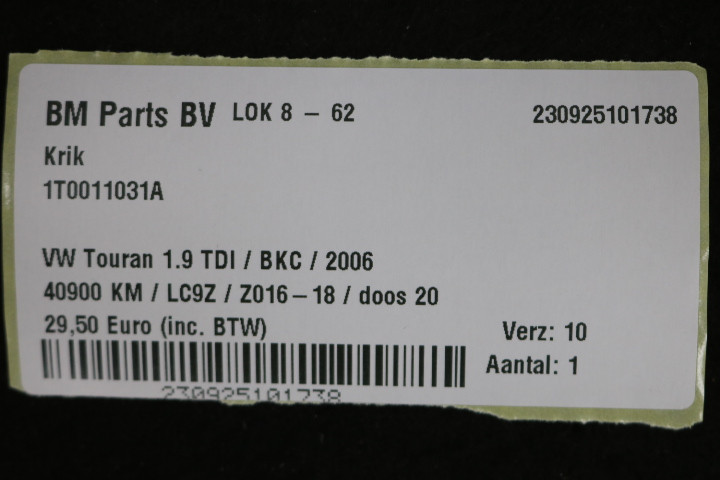 BM Parts BV LOK 8 – 62 230925101738
Krik
1T0011031A
VW Touran 1.9 TDI / BKC / 2006
40900 KM / LC9Z / Z016–18 / doos 20
29,50 Euro (inc. BTW) Verz: 10
Aantal: 1
230925101738